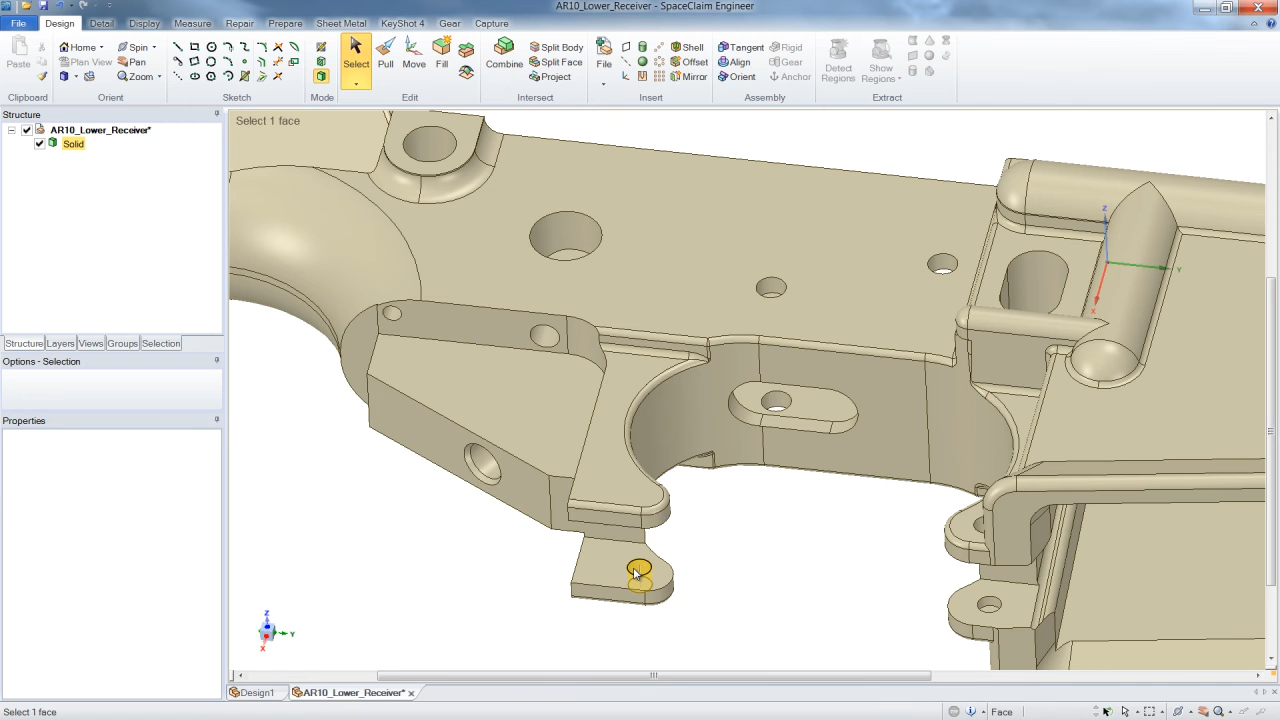 AR10_Lower_Receiver - SpaceClaim Engineer
File Design Display Measure Repair Prepare Sheet Metal KeyShot 4 Gear Capture Detail
Paste
Home Spin
Plan View Pan
Zoom
Select Pull Move Fill
Combine
Split Body
Split Face
Project
File
Shell
Offset
Mirror
Tangent Rigid
Align Gear
Orient Anchor
Detect Regions
Show Regions
Clipboard Orient Sketch Mode Edit Intersect Insert Assembly Extract
Structure
AR10_Lower_Receiver*
Solid
Select 1 face
Z
Y
X
Structure Layers Views Groups Selection
Options - Selection
Properties
Z
Y
X
Design1 AR10_Lower_Receiver*
Select 1 face Face